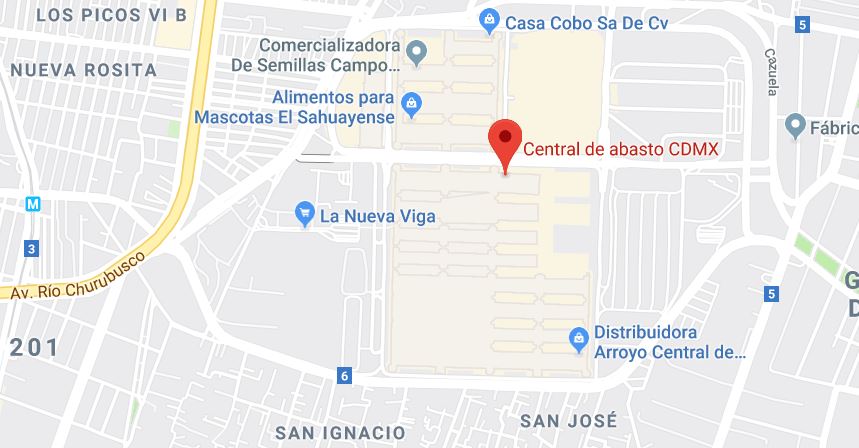 LOS PICOS VI B
Casa Cobo Sa De Cv
5
Comercializadora
De Semillas Campo...
NUEVA ROSITA
Cazuela
Alimentos para
Mascotas El Sahuayense
Fábric
Central de abasto CDMX
M
La Nueva Viga
3
Av. Río Churubusco
5
G
D
201
Distribuidora
Arroyo Central de...
6
SAN JOSÉ
SAN IGNACIO